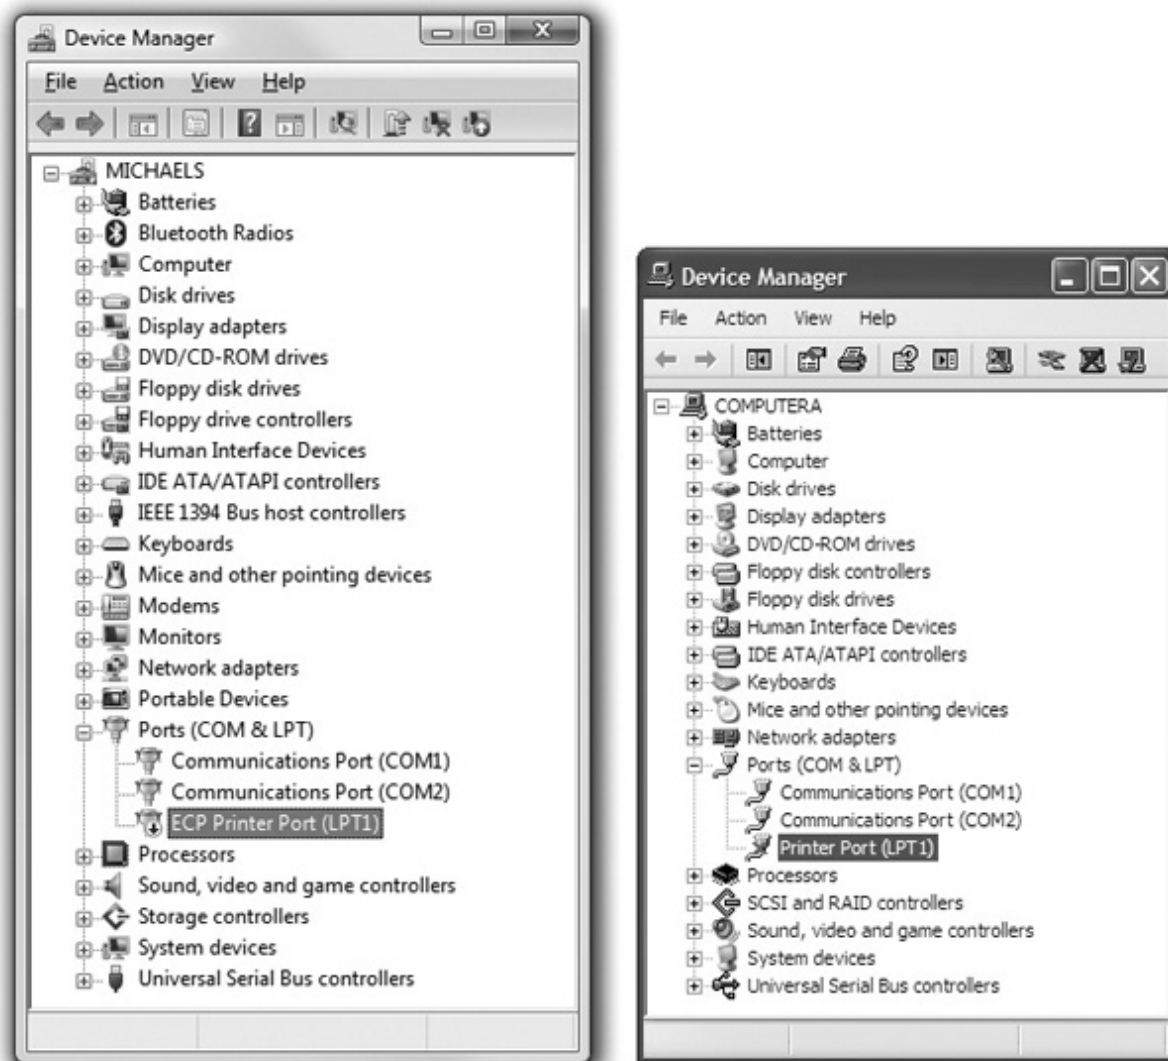 Device Manager
File Action View Help
MICHAELS
Batteries
Bluetooth Radios
Computer
Disk drives
Display adapters
DVD/CD-ROM drives
Floppy disk drives
Floppy drive controllers
Human Interface Devices
IDE ATA/ATAPI controllers
IEEE 1394 Bus host controllers
Keyboards
Mice and other pointing devices
Modems
Monitors
Network adapters
Portable Devices
Ports (COM & LPT)
Communications Port (COM1)
Communications Port (COM2)
ECP Printer Port (LPT1)
Processors
Sound, video and game controllers
Storage controllers
System devices
Universal Serial Bus controllers
Device Manager
File Action View Help
COMPUTERA
Batteries
Computer
Disk drives
Display adapters
DVD/CD-ROM drives
Floppy disk controllers
Floppy disk drives
Human Interface Devices
IDE ATA/ATAPI controllers
Keyboards
Mice and other pointing devices
Network adapters
Ports (COM & LPT)
Communications Port (COM1)
Communications Port (COM2)
Printer Port (LPT1)
Processors
SCSI and RAID controllers
Sound, video and game controllers
System devices
Universal Serial Bus controllers